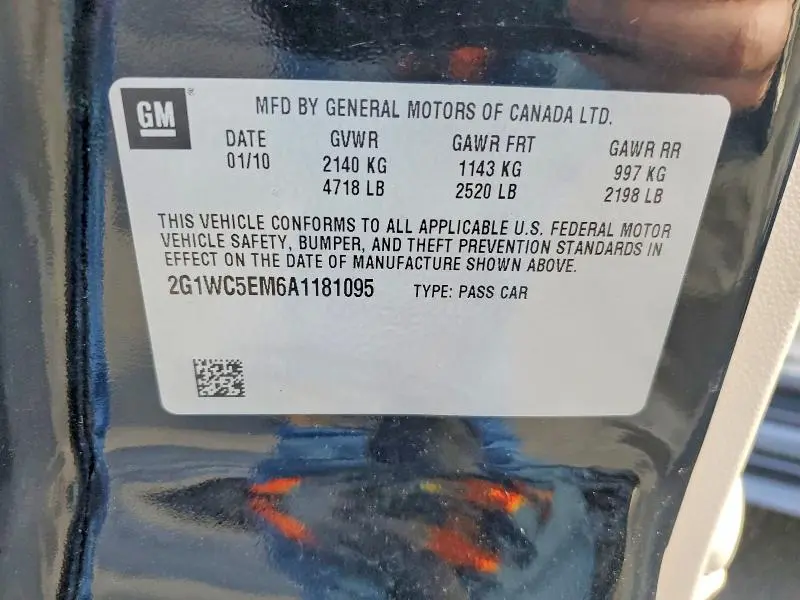 GM
MFD BY GENERAL MOTORS OF CANADA LTD.
DATE GVWR GAWR FRT GAWR RR
01/10 2140 KG 1143 KG 997 KG
4718 LB 2520 LB 2198 LB
THIS VEHICLE CONFORMS TO ALL APPLICABLE U.S. FEDERAL MOTOR
VEHICLE SAFETY, BUMPER, AND THEFT PREVENTION STANDARDS IN
EFFECT ON THE DATE OF MANUFACTURE SHOWN ABOVE.
2G1WC5EM6A1181095 TYPE: PASS CAR